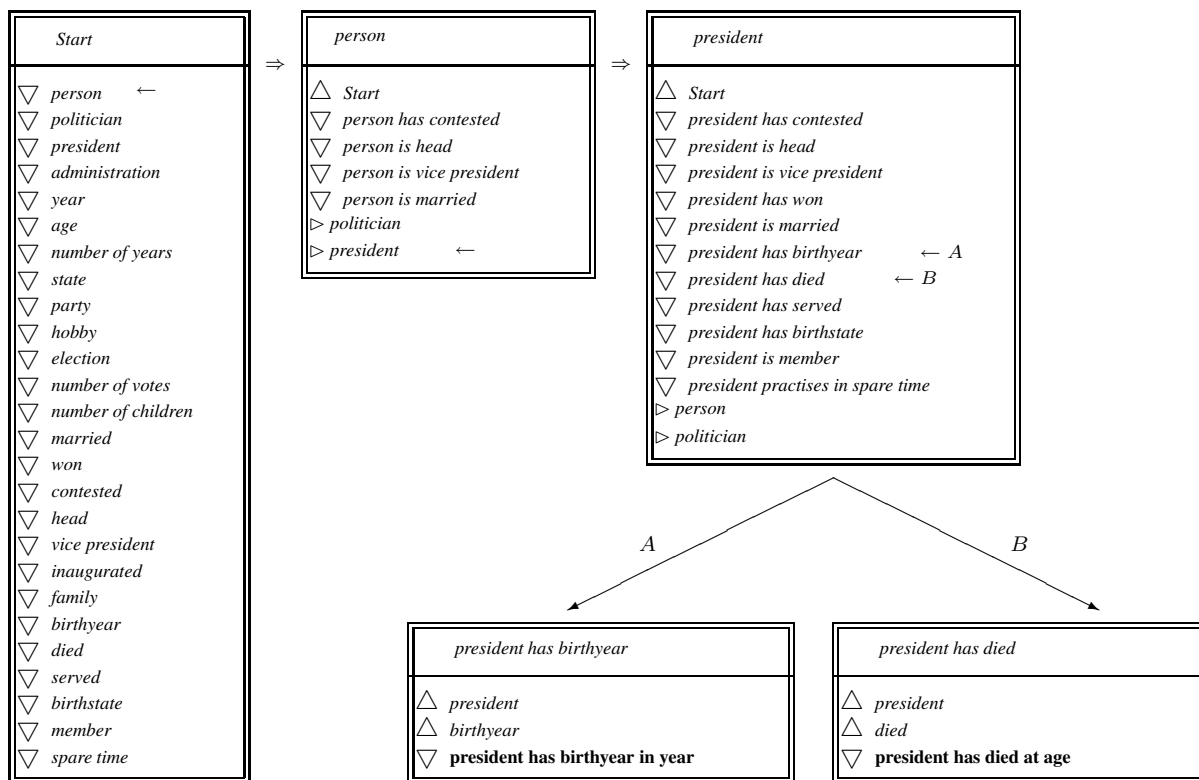 Start
▽ person ←
▽ politician
▽ president
▽ administration
▽ year
▽ age
▽ number of years
▽ state
▽ party
▽ hobby
▽ election
▽ number of votes
▽ number of children
▽ married
▽ won
▽ contested
▽ head
▽ vice president
▽ inaugurated
▽ family
▽ birthyear
▽ died
▽ served
▽ birthstate
▽ member
▽ spare time
⇒
person
△ Start
▽ person has contested
▽ person is head
▽ person is vice president
▽ person is married
▷ politician
▷ president ←
⇒
president
△ Start
▽ president has contested
▽ president is head
▽ president is vice president
▽ president has won
▽ president is married
▽ president has birthyear ← A
▽ president has died ← B
▽ president has served
▽ president has birthstate
▽ president is member
▽ president practises in spare time
▷ person
▷ politician
A
B
president has birthyear
△ president
△ birthyear
▽ president has birthyear in year
president has died
△ president
△ died
▽ president has died at age